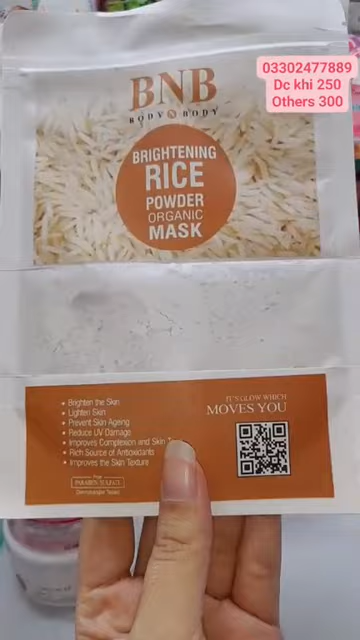 03302477889
Dc khi 250
Others 300
BNB
BODY N BODY
BRIGHTENING
RICE
POWDER
ORGANIC
MASK
• Brighten the Skin
• Lighten Skin
• Prevent Skin Ageing
• Reduce UV Damage
• Improves Complexion and Skin
• Rich Source of Antioxidants
• Improves the Skin Texture
IT'S GLOW WHICH
MOVES YOU